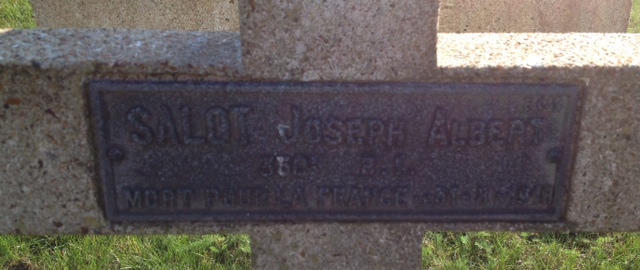 SALOT JOSEPH ALBERT
R.I.
MORT POUR LA FRANCE